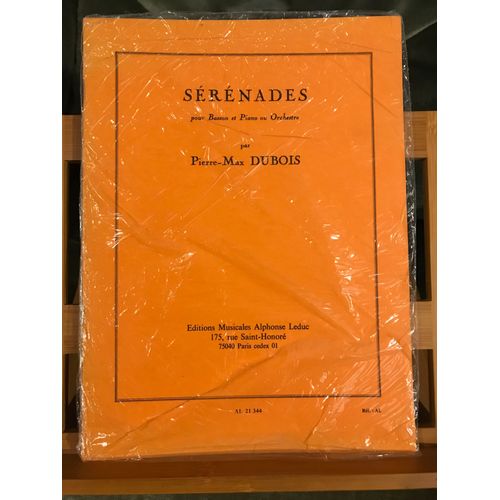 SÉRÉNADES
pour Basson et Piano ou Orchestre
par
Pierre-Max DUBOIS
Editions Musicales Alphonse Leduc
175, rue Saint-Honoré
75040 Paris cedex 01
AL 21 344